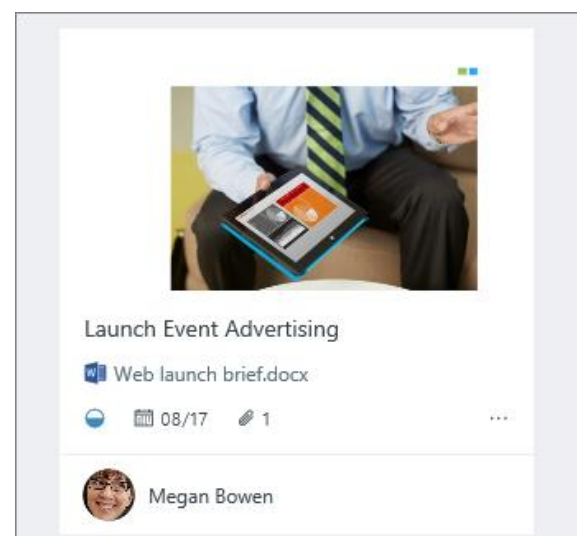 Launch Event Advertising
Web launch brief.docx
08/17 1
Megan Bowen